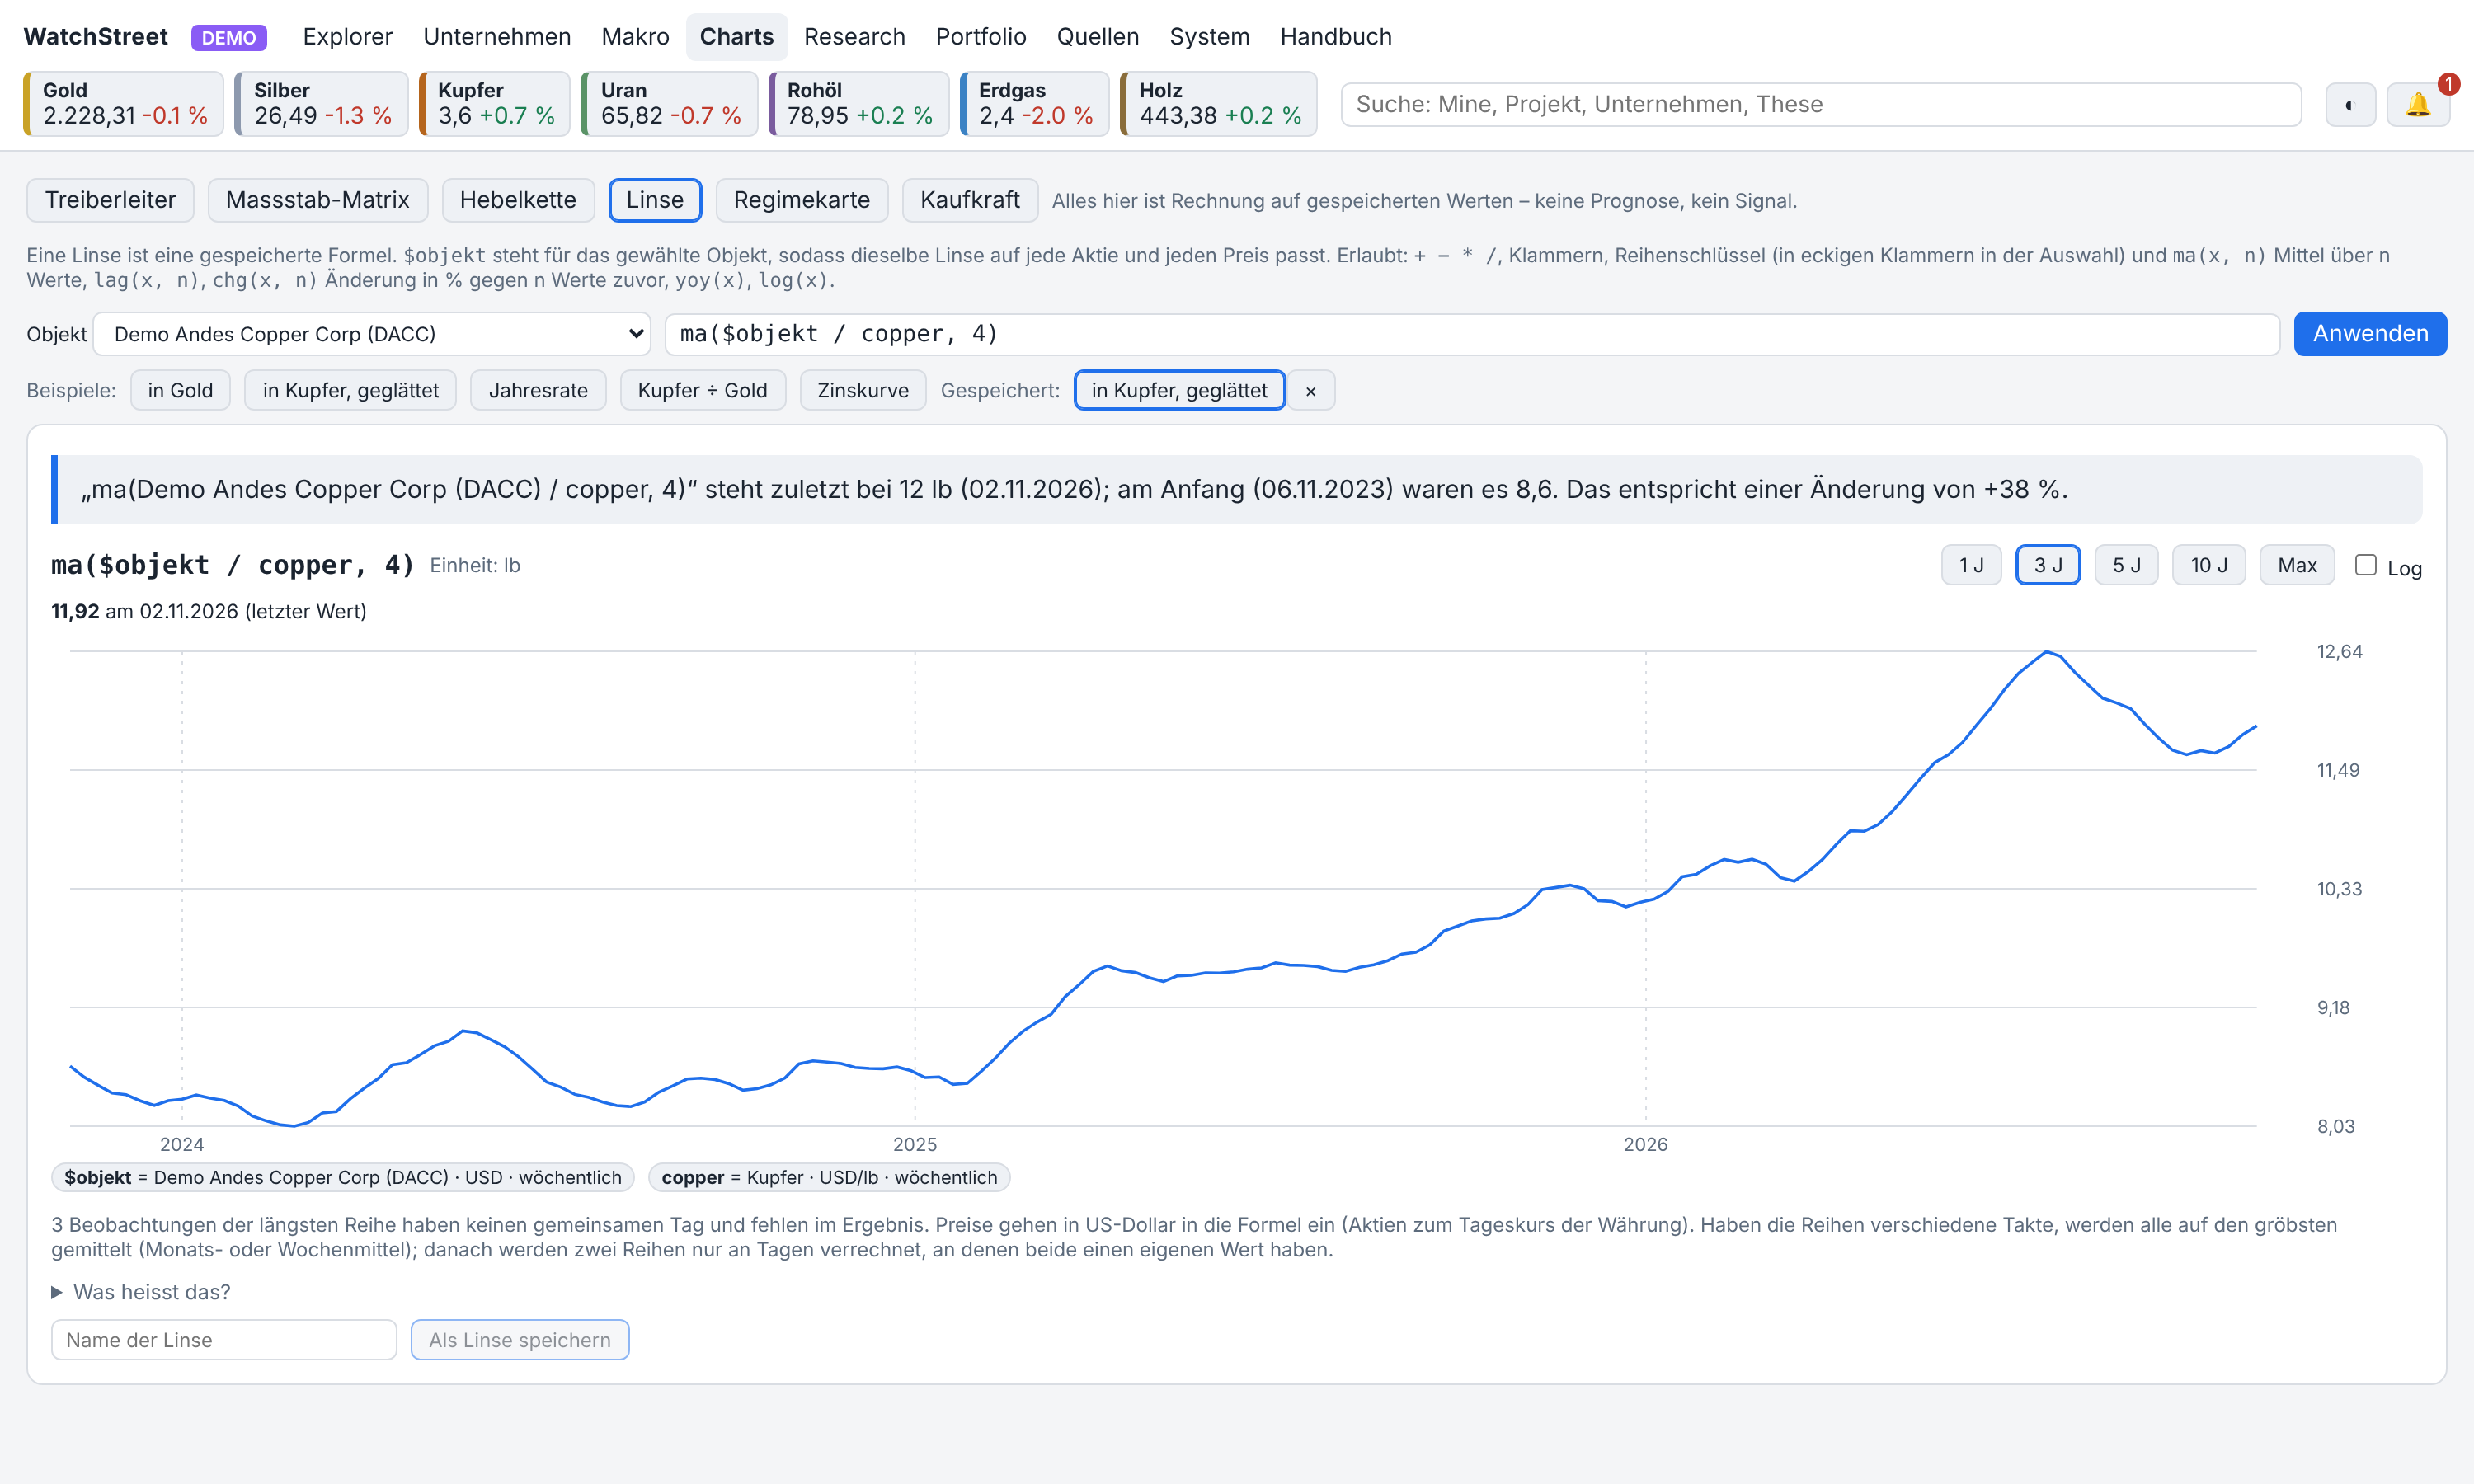 WatchStreet DEMO Explorer Unternehmen Makro Charts Research Portfolio Quellen System Handbuch
Gold Silber Kupfer Uran Rohöl Erdgas Holz
2.228,31 -0.1 % 26,49 -1.3 % 3,6 +0.7 % 65,82 -0.7 % 78,95 +0.2 % 2,4 -2.0 % 443,38 +0.2 %
Suche: Mine, Projekt, Unternehmen, These
1
Treiberleiter Massstab-Matrix Hebelkette Linse Regimekarte Kaufkraft Alles hier ist Rechnung auf gespeicherten Werten – keine Prognose, kein Signal.
Eine Linse ist eine gespeicherte Formel. $objekt steht für das gewählte Objekt, sodass dieselbe Linse auf jede Aktie und jeden Preis passt. Erlaubt: + − * /, Klammern, Reihenschlüssel (in eckigen Klammern in der Auswahl) und ma(x, n) Mittel über n
Werte, lag(x, n), chg(x, n) Änderung in % gegen n Werte zuvor, yoy(x), log(x).
Objekt Demo Andes Copper Corp (DACC) ma($objekt / copper, 4) Anwenden
Beispiele: in Gold in Kupfer, geglättet Jahresrate Kupfer ÷ Gold Zinskurve Gespeichert: in Kupfer, geglättet ×
„ma(Demo Andes Copper Corp (DACC) / copper, 4)“ steht zuletzt bei 12 lb (02.11.2026); am Anfang (06.11.2023) waren es 8,6. Das entspricht einer Änderung von +38 %.
ma($objekt / copper, 4) Einheit: lb 1 J 3 J 5 J 10 J Max Log
11,92 am 02.11.2026 (letzter Wert)
12,64
11,49
10,33
9,18
8,03
2024 2025 2026
$objekt = Demo Andes Copper Corp (DACC) · USD · wöchentlich copper = Kupfer · USD/lb · wöchentlich
3 Beobachtungen der längsten Reihe haben keinen gemeinsamen Tag und fehlen im Ergebnis. Preise gehen in US-Dollar in die Formel ein (Aktien zum Tageskurs der Währung). Haben die Reihen verschiedene Takte, werden alle auf den gröbsten
gemittelt (Monats- oder Wochenmittel); danach werden zwei Reihen nur an Tagen verrechnet, an denen beide einen eigenen Wert haben.
▶ Was heisst das?
Name der Linse Als Linse speichern